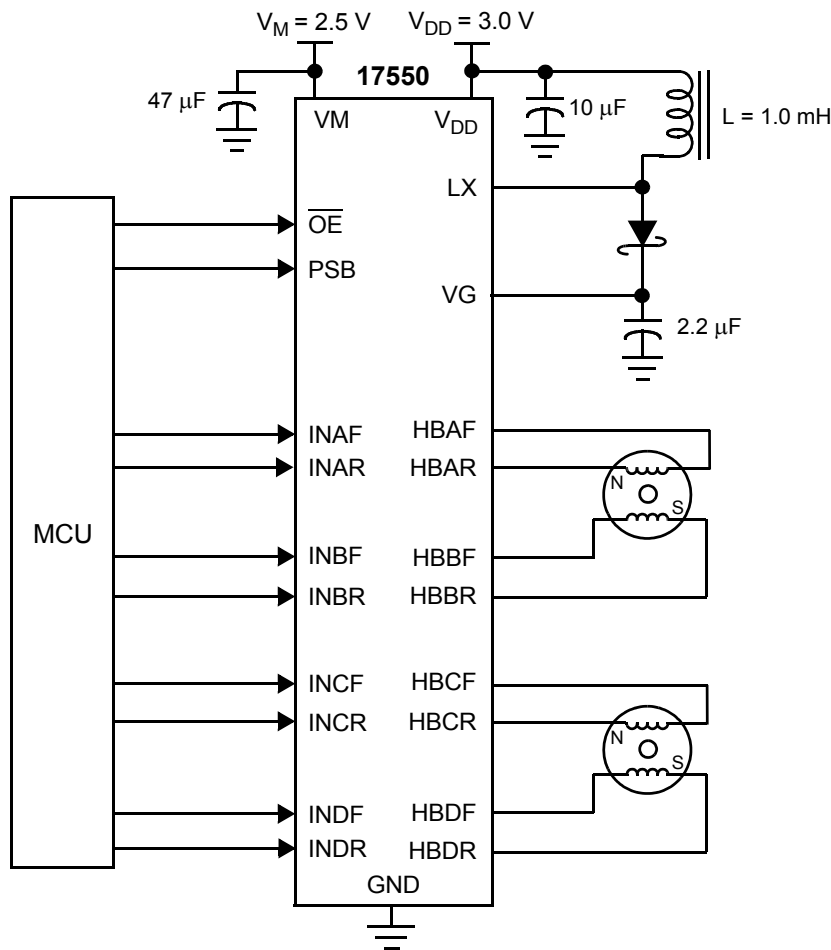 V_M = 2.5 V
V_DD = 3.0 V
17550
47 μF
10 μF
L = 1.0 mH
VM
V_DD
LX
OE
PSB
VG
2.2 μF
MCU
INAF
HBAF
INAR
HBAR
N
S
INBF
HBBF
INBR
HBBR
INCF
HBCF
INCR
HBCR
N
S
INDF
HBDF
INDR
HBDR
GND